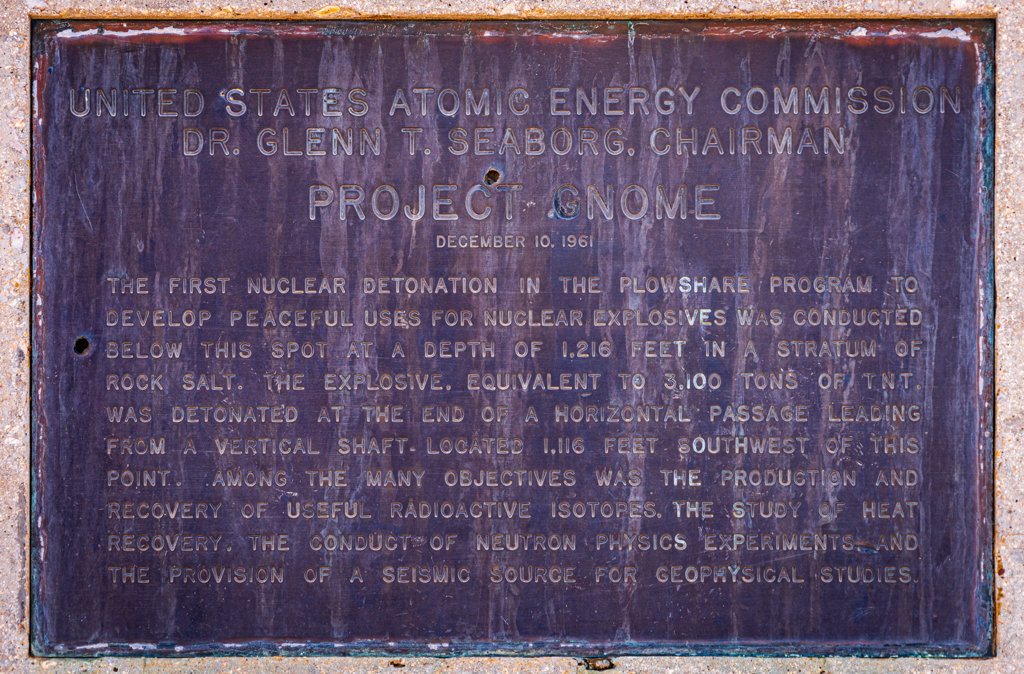 UNITED STATES ATOMIC ENERGY COMMISSION
DR. GLENN T. SEABORG, CHAIRMAN
PROJECT GNOME
DECEMBER 10, 1961
THE FIRST NUCLEAR DETONATION IN THE PLOWSHARE PROGRAM TO
DEVELOP PEACEFUL USES FOR NUCLEAR EXPLOSIVES WAS CONDUCTED
BELOW THIS SPOT AT A DEPTH OF 1,216 FEET IN A STRATUM OF
ROCK SALT. THE EXPLOSIVE, EQUIVALENT TO 3,100 TONS OF T.N.T.,
WAS DETONATED AT THE END OF A HORIZONTAL PASSAGE LEADING
FROM A VERTICAL SHAFT LOCATED 1,116 FEET SOUTHWEST OF THIS
POINT. AMONG THE MANY OBJECTIVES WAS THE PRODUCTION AND
RECOVERY OF USEFUL RADIOACTIVE ISOTOPES, THE STUDY OF HEAT
RECOVERY, THE CONDUCT OF NEUTRON PHYSICS EXPERIMENTS AND
THE PROVISION OF A SEISMIC SOURCE FOR GEOPHYSICAL STUDIES.